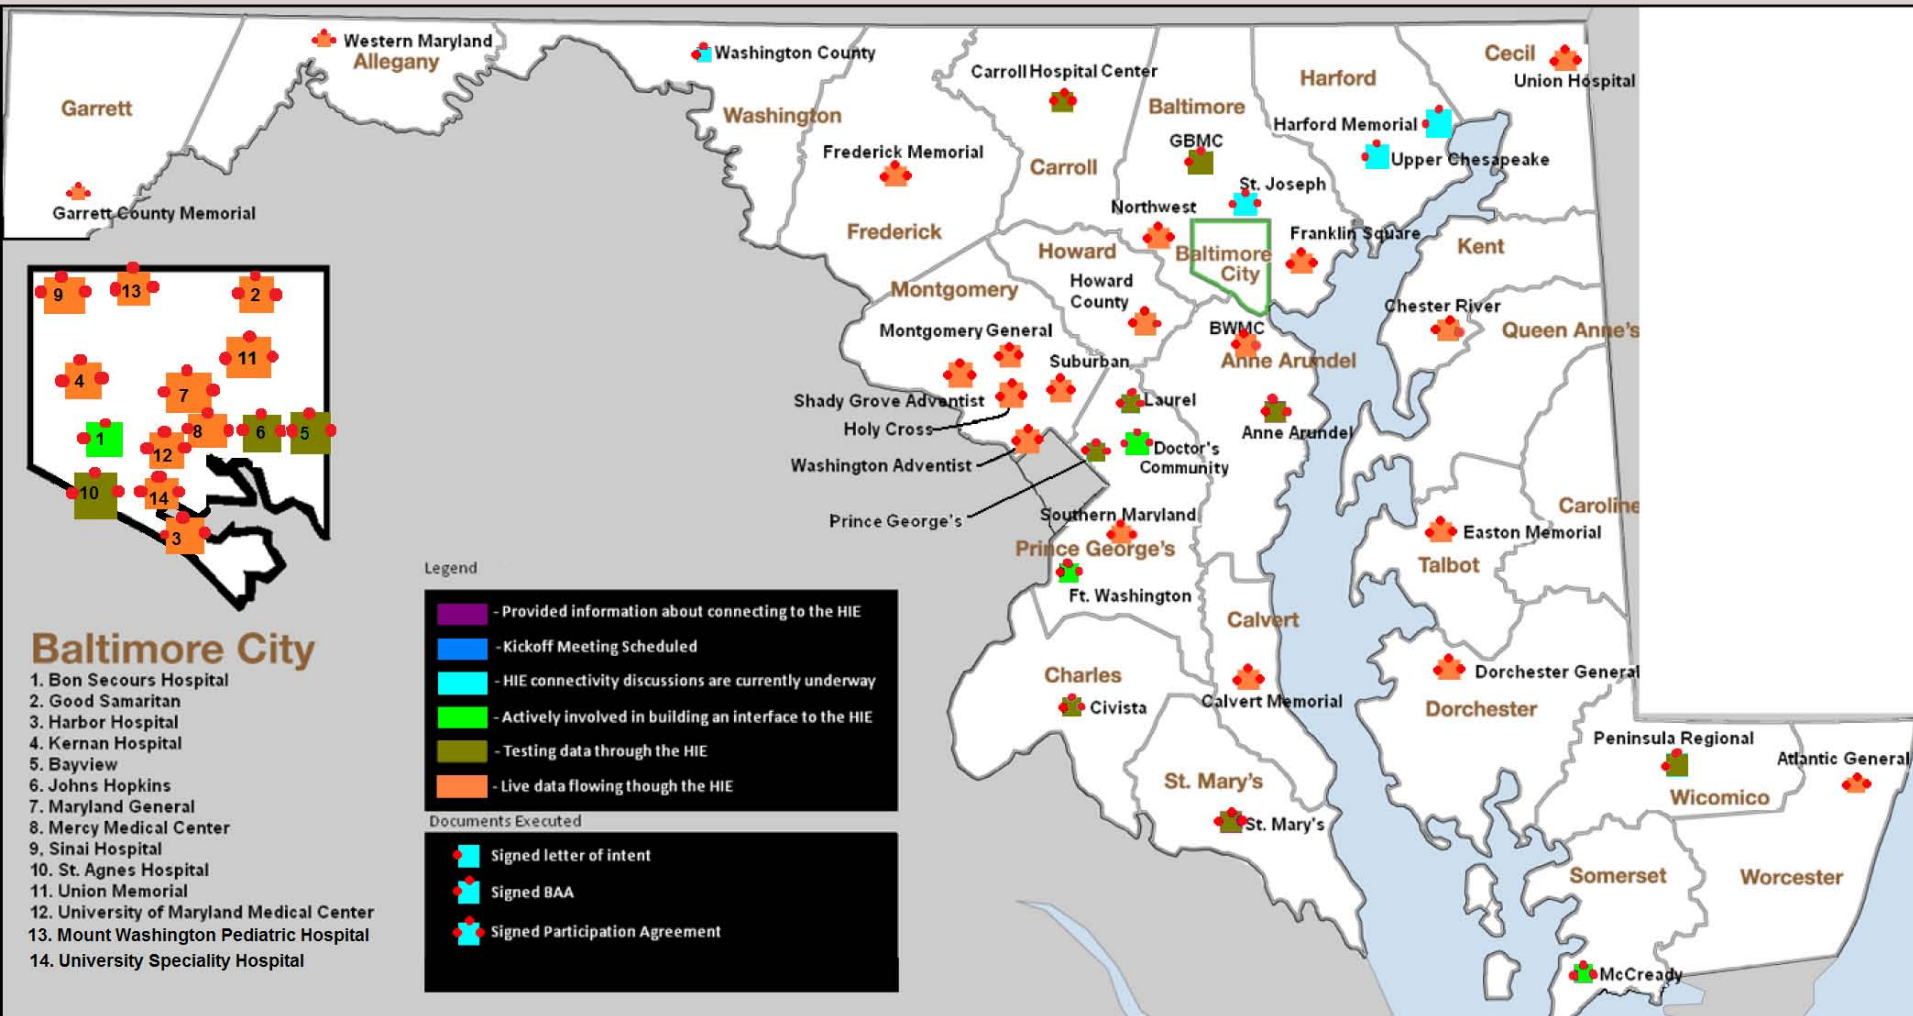 Western Maryland
Allegany
Garrett
Garrett County Memorial
Washington County
Washington
Frederick Memorial
Frederick
Carroll Hospital Center
Carroll
Baltimore
GBMC
St. Joseph
Northwest
Baltimore
City
Franklin Square
Harford
Harford Memorial
Upper Chesapeake
Cecil
Union Hospital
Kent
Chester River
Queen Anne's
Howard
Howard
County
Montgomery
Montgomery General
Suburban
Shady Grove Adventist
Holy Cross
Washington Adventist
Prince George's
BWMC
Anne Arundel
Laurel
Anne Arundel
Doctor's
Community
Southern Maryland
Prince George's
Ft. Washington
Caroline
Easton Memorial
Talbot
Calvert
Calvert Memorial
Charles
Civista
Dorchester General
Dorchester
St. Mary's
St. Mary's
Peninsula Regional
Wicomico
Atlantic General
Somerset
Worcester
McCready
9
13
2
11
4
7
1
8
6
5
12
10
14
3
Baltimore City
1. Bon Secours Hospital
2. Good Samaritan
3. Harbor Hospital
4. Kernan Hospital
5. Bayview
6. Johns Hopkins
7. Maryland General
8. Mercy Medical Center
9, Sinai Hospital
10. St. Agnes Hospital
11. Union Memorial
12. University of Maryland Medical Center
13. Mount Washington Pediatric Hospital
14. University Speciality Hospital
Legend
- Provided information about connecting to the HIE
- Kickoff Meeting Scheduled
- HIE connectivity discussions are currently underway
- Actively involved in building an interface to the HIE
- Testing data through the HIE
- Live data flowing though the HIE
Documents Executed
Signed letter of intent
Signed BAA
Signed Participation Agreement